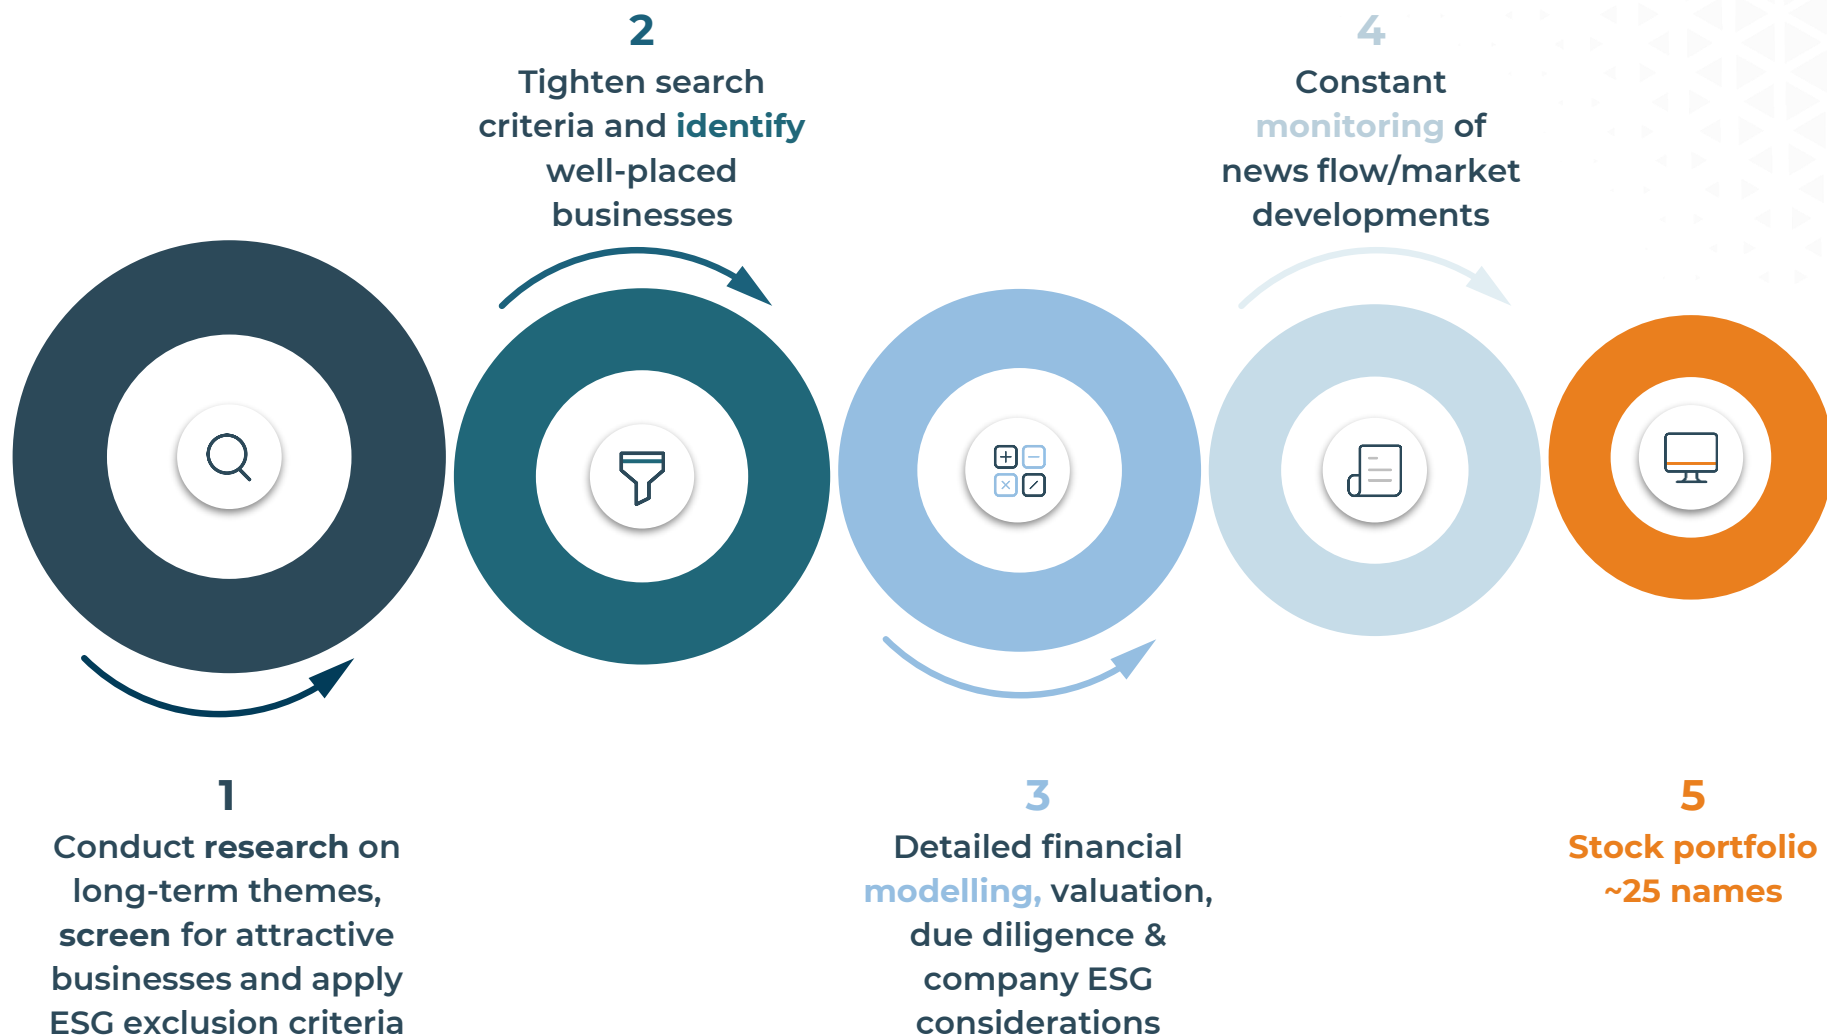 1
Conduct research on
long-term themes,
screen for attractive
businesses and apply
ESG exclusion criteria
2
Tighten search
criteria and identify
well-placed
businesses
3
Detailed financial
modelling, valuation,
due diligence &
company ESG
considerations
4
Constant
monitoring of
news flow/market
developments
5
Stock portfolio
~25 names